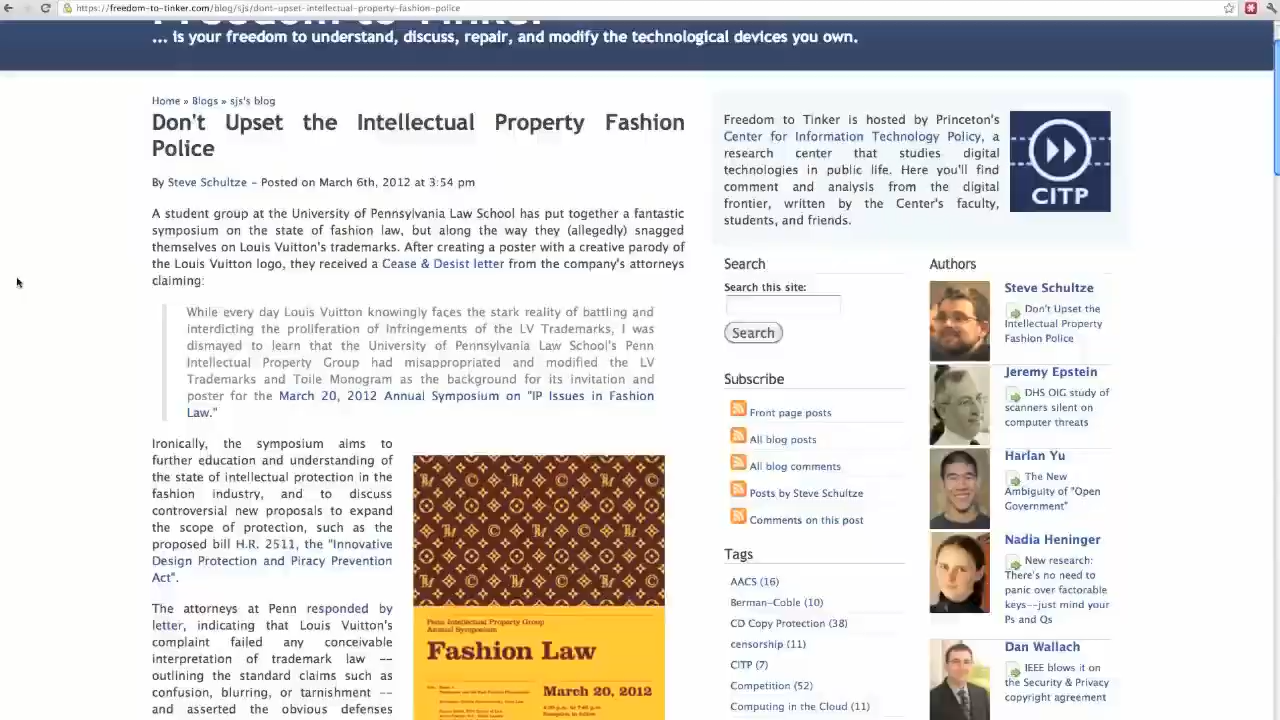 https://freedom-to-tinker.com/blog/sjs/dont-upset-intellectual-property-fashion-police
Freedom to Tinker
... is your freedom to understand, discuss, repair, and modify the technological devices you own.
Home » Blogs » sjs's blog
Don't Upset the Intellectual Property Fashion
Police
By Steve Schultze - Posted on March 6th, 2012 at 3:54 pm
A student group at the University of Pennsylvania Law School has put together a fantastic
symposium on the state of fashion law, but along the way they (allegedly) snagged
themselves on Louis Vuitton's trademarks. After creating a poster with a creative parody of
the Louis Vuitton logo, they received a Cease & Desist letter from the company's attorneys
claiming:
While every day Louis Vuitton knowingly faces the stark reality of battling and
interdicting the proliferation of Infringements of the LV Trademarks, I was
dismayed to learn that the University of Pennsylvania Law School's Penn
Intellectual Property Group had misappropriated and modified the LV
Trademarks and Toile Monogram as the background for its invitation and
poster for the March 20, 2012 Annual Symposium on "IP Issues in Fashion
Law."
Ironically, the symposium aims to
further education and understanding of
the state of intellectual protection in the
fashion industry, and to discuss
controversial new proposals to expand
the scope of protection, such as the
proposed bill H.R. 2511, the "Innovative
Design Protection and Piracy Prevention
Act".
The attorneys at Penn responded by
letter, indicating that Louis Vuitton's
complaint failed any conceivable
interpretation of trademark law --
outlining the standard claims such as
confusion, blurring, or tarnishment --
and asserted the obvious defenses
Penn Intellectual Property Group
Annual Symposium
Fashion Law
March 20, 2012
Freedom to Tinker is hosted by Princeton's
Center for Information Technology Policy, a
research center that studies digital
technologies in public life. Here you'll find
comment and analysis from the digital
frontier, written by the Center's faculty,
students, and friends.
CITP
Search
Search this site:
Search
Subscribe
Front page posts
All blog posts
All blog comments
Posts by Steve Schultze
Comments on this post
Tags
AACS (16)
Berman-Coble (10)
CD Copy Protection (38)
censorship (11)
CITP (7)
Competition (52)
Computing in the Cloud (11)
Authors
Steve Schultze
Don't Upset the
Intellectual Property
Fashion Police
Jeremy Epstein
DHS OIG study of
scanners silent on
computer threats
Harlan Yu
The New
Ambiguity of "Open
Government"
Nadia Heninger
New research:
There's no need to
panic over factorable
keys--just mind your
Ps and Qs
Dan Wallach
IEEE blows it on
the Security & Privacy
copyright agreement